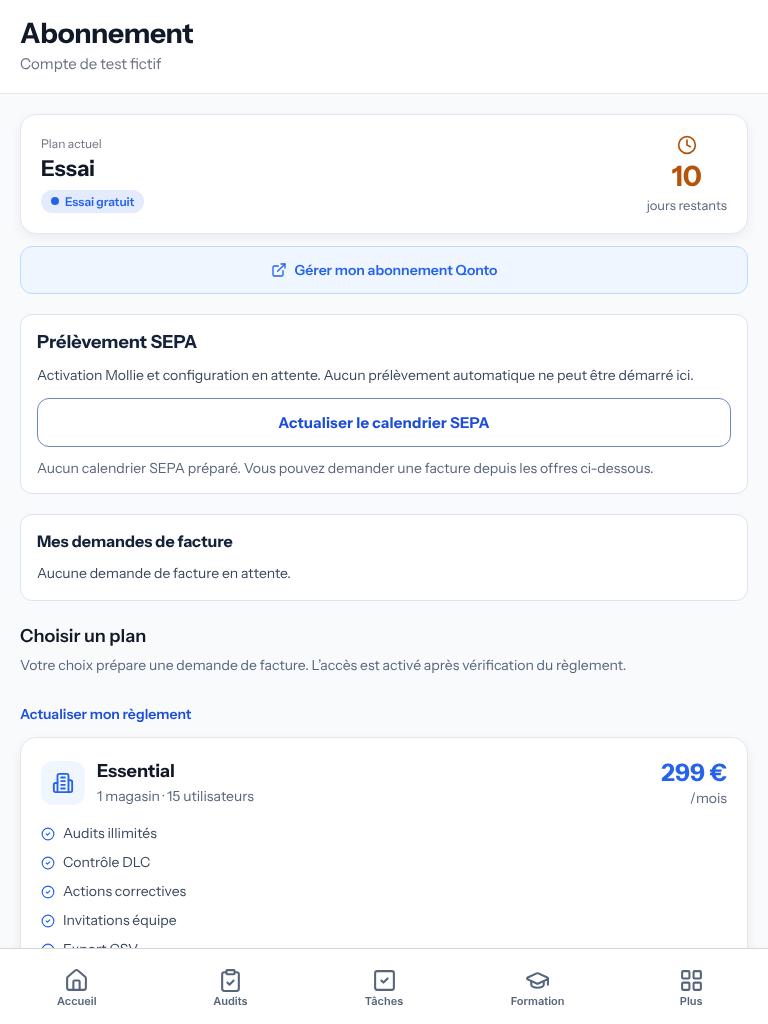 Abonnement
Compte de test fictif
Plan actuel
Essai
Essai gratuit
10
jours restants
Gérer mon abonnement Qonto
Prélèvement SEPA
Activation Mollie et configuration en attente. Aucun prélèvement automatique ne peut être démarré ici.
Actualiser le calendrier SEPA
Aucun calendrier SEPA préparé. Vous pouvez demander une facture depuis les offres ci-dessous.
Mes demandes de facture
Aucune demande de facture en attente.
Choisir un plan
Votre choix prépare une demande de facture. L'accès est activé après vérification du règlement.
Actualiser mon règlement
Essential
1 magasin · 15 utilisateurs
299 €
/mois
Audits illimités
Contrôle DLC
Actions correctives
Invitations équipe
Export CSV
Accueil
Audits
Tâches
Formation
Plus